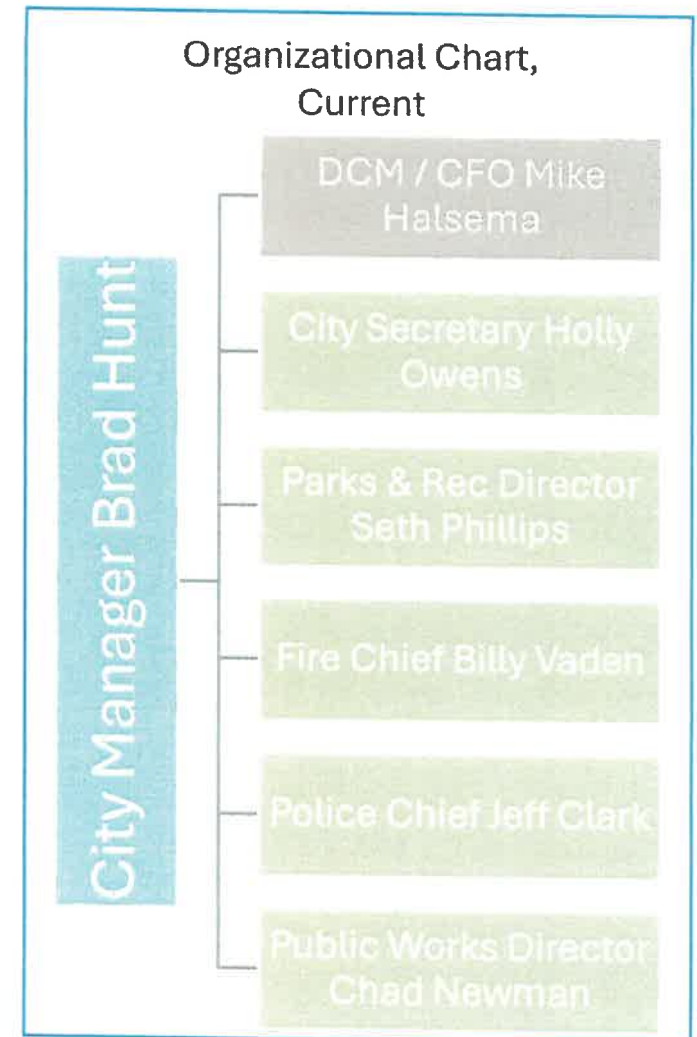 Organizational Chart,
Current
City Manager Brad Hunt
DCM / CFO Mike
Halsema
City Secretary Holly
Owens
Parks & Rec Director
Seth Phillips
Fire Chief Billy Vaden
Police Chief Jeff Clark
Public Works Director
Chad Newman